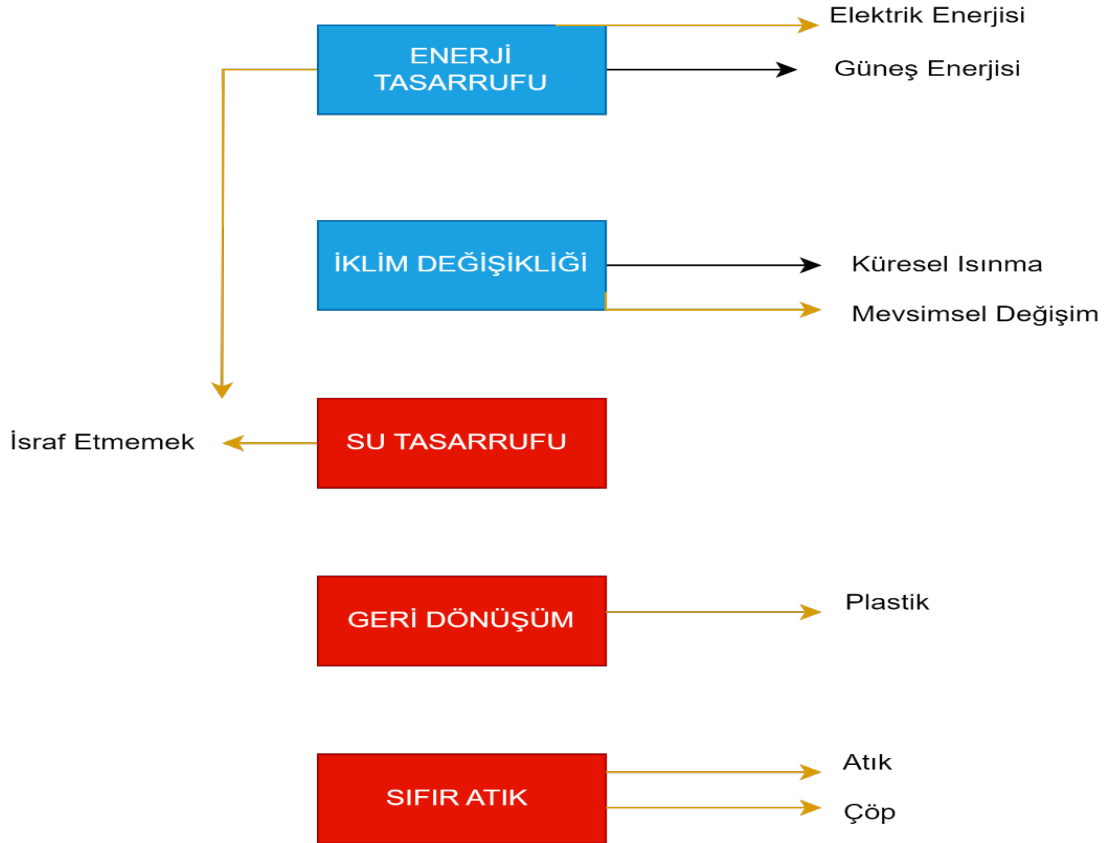 Elektrik Enerjisi
ENERJİ
TASARRUFU
Güneş Enerjisi
İKLİM DEĞİŞİKLİĞİ
Küresel Isınma
Mevsimsel Değişim
İsraf Etmemek
SU TASARRUFU
GERİ DÖNÜŞÜM
Plastik
SIFIR ATIK
Atık
Çöp